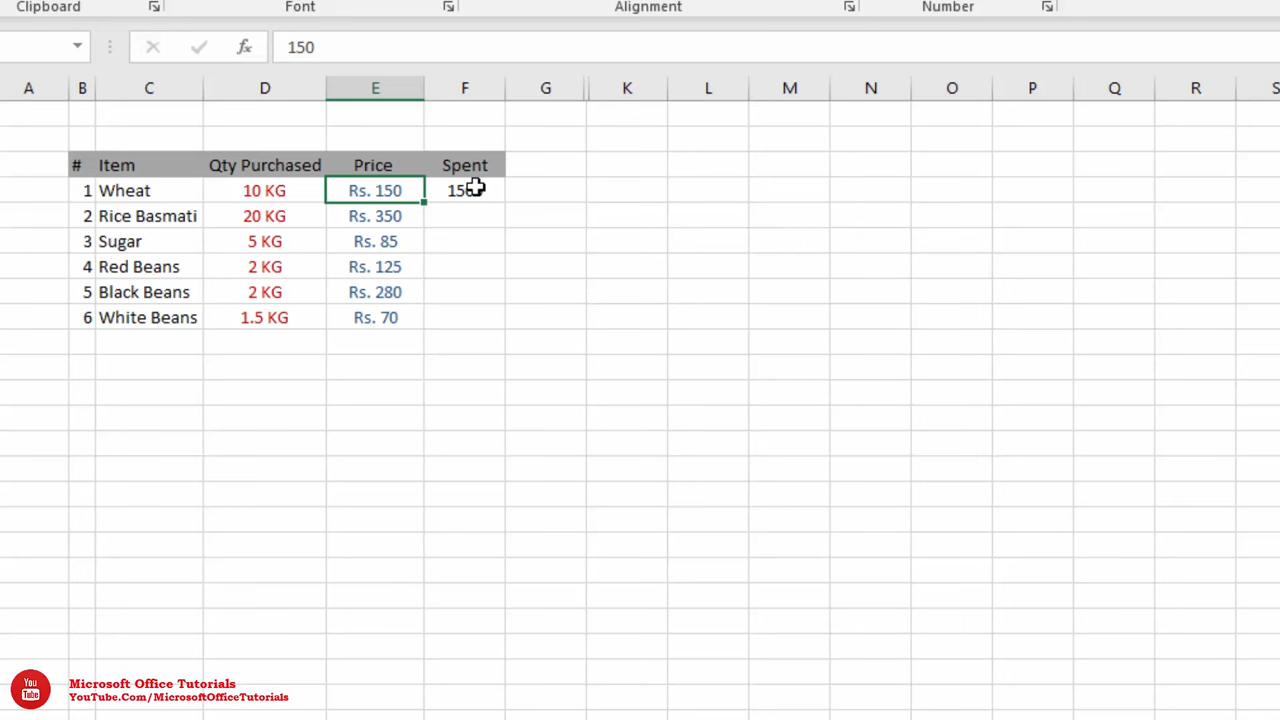 Clipboard Font Alignment Number
fx 150
A B C D E F G K L M N O P Q R S
# Item Qty Purchased Price Spent
1 Wheat 10 KG Rs. 150
2 Rice Basmati 20 KG Rs. 350
3 Sugar 5 KG Rs. 85
4 Red Beans 2 KG Rs. 125
5 Black Beans 2 KG Rs. 280
6 White Beans 1.5 KG Rs. 70
You
Tube
Microsoft Office Tutorials
YouTube.Com/MicrosoftOfficeTutorials